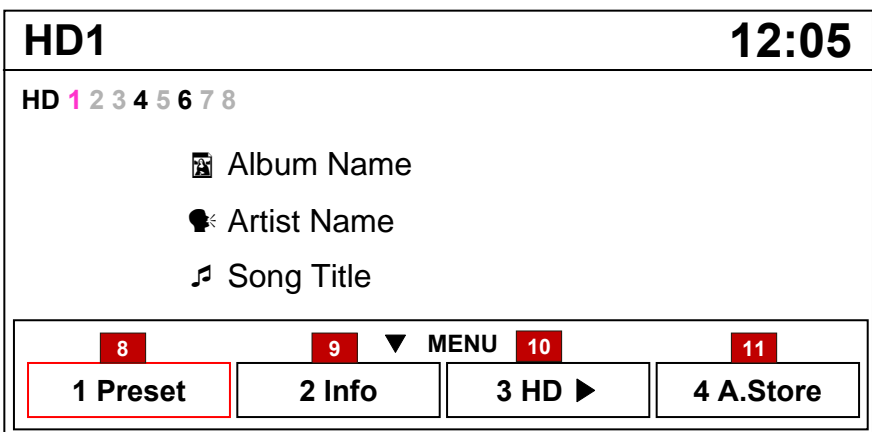 HD1 12:05
HD 1 2 3 4 5 6 7 8
Album Name
Artist Name
Song Title
8 9 ▼ MENU 10 11
1 Preset 2 Info 3 HD ▶ 4 A.Store